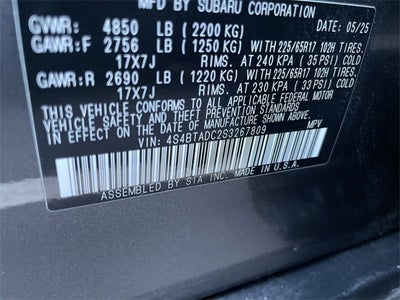 MFD BY SUBARU CORPORATION DATE: 05/25
GVWR: 4850 LB (2200 KG)
GAWR:F 2756 LB (1250 KG) WITH 225/65R17 102H TIRES.
17X7J RIMS. AT 240 KPA (35 PSI) COLD
GAWR:R 2690 LB (1220 KG) WITH 225/65R17 102H TIRES.
17X7J RIMS. AT 230 KPA (33 PSI) COLD
THIS VEHICLE CONFORMS TO ALL APPLICABLE FEDERAL MOTOR
VEHICLE SAFETY STANDARDS
IN EFFECT ON THE DATE OF MANUFACTURE SHOWN ABOVE.
VIN: 4S4BTADC2S3267809 MPV
ASSEMBLED BY SIA INC. MADE IN U.S.A.